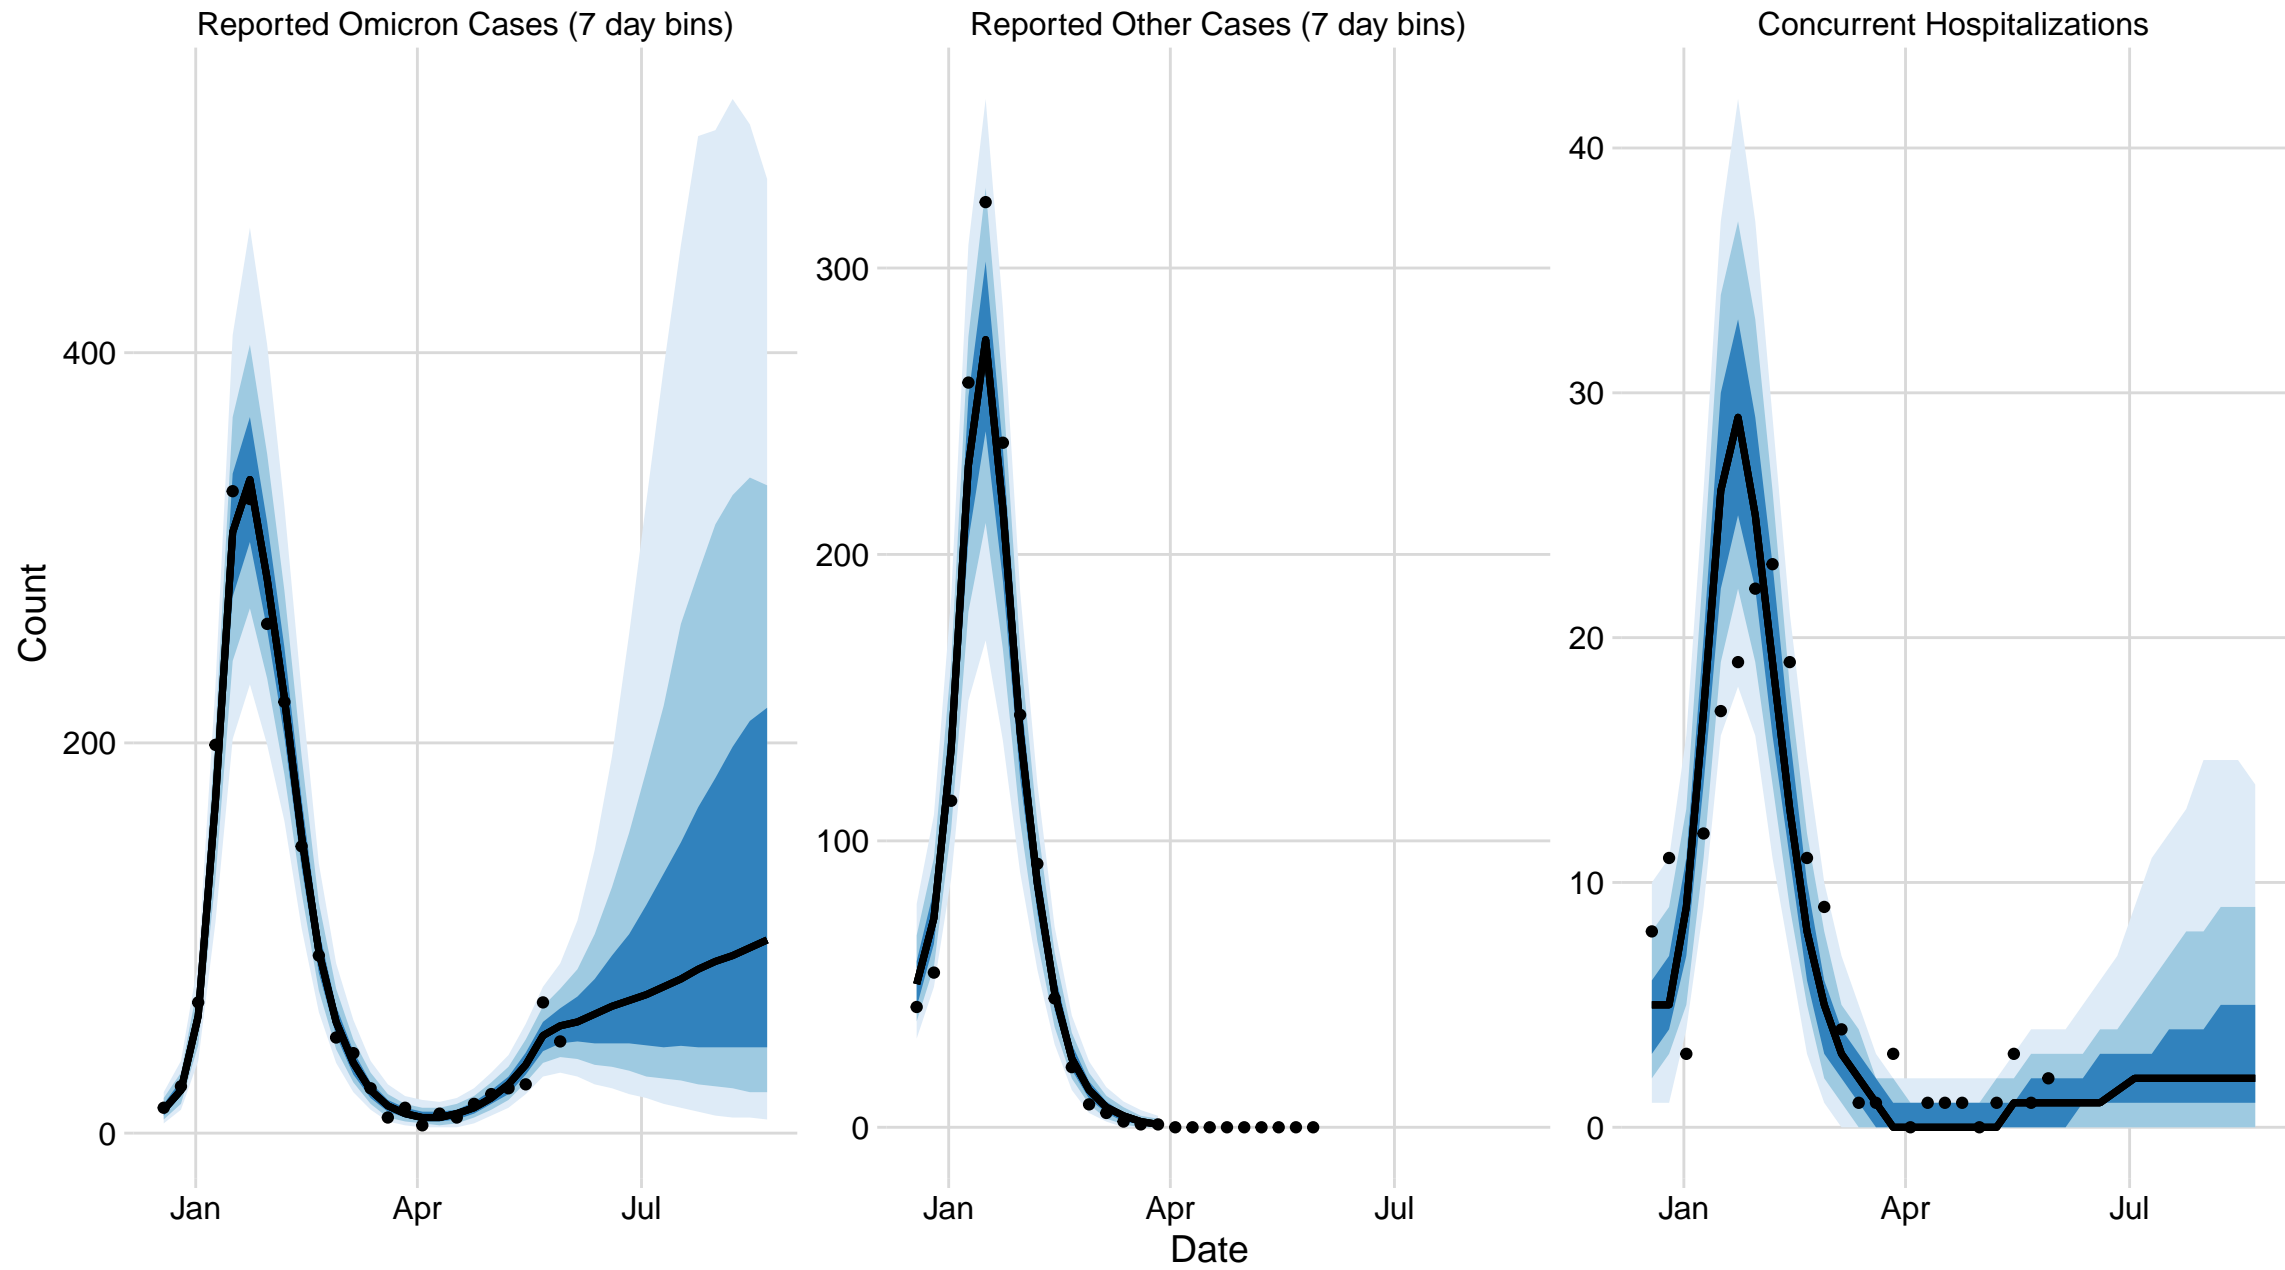 Reported Omicron Cases (7 day bins)
Reported Other Cases (7 day bins)
Concurrent Hospitalizations
Count
400
200
0
300
200
100
0
40
30
20
10
0
Jan Apr Jul
Jan Apr Jul
Jan Apr Jul
Date